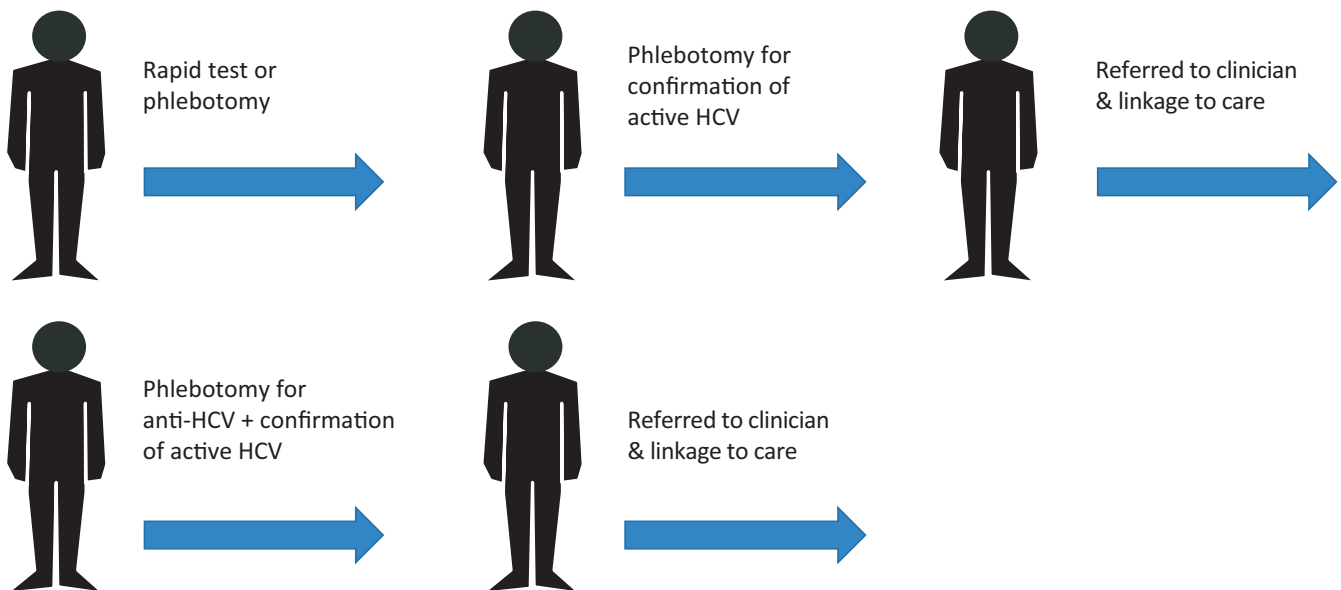 Rapid test or
phlebotomy
Phlebotomy for
confirmation of
active HCV
Referred to clinician
& linkage to care
Phlebotomy for
anti-HCV + confirmation
of active HCV
Referred to clinician
& linkage to care